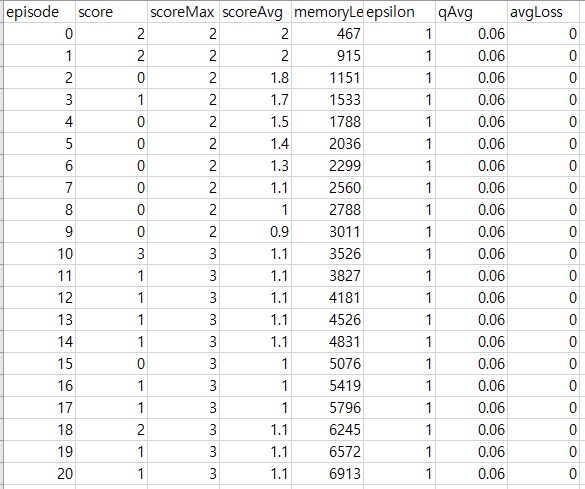 episode score scoreMax scoreAvg memoryLe epsilon qAvg avgLoss
0 2 2 2 467 1 0.06 0
1 2 2 2 915 1 0.06 0
2 0 2 1.8 1151 1 0.06 0
3 1 2 1.7 1533 1 0.06 0
4 0 2 1.5 1788 1 0.06 0
5 0 2 1.4 2036 1 0.06 0
6 0 2 1.3 2299 1 0.06 0
7 0 2 1.1 2560 1 0.06 0
8 0 2 1 2788 1 0.06 0
9 0 2 0.9 3011 1 0.06 0
10 3 3 1.1 3526 1 0.06 0
11 1 3 1.1 3827 1 0.06 0
12 1 3 1.1 4181 1 0.06 0
13 1 3 1.1 4526 1 0.06 0
14 1 3 1.1 4831 1 0.06 0
15 0 3 1 5076 1 0.06 0
16 1 3 1 5419 1 0.06 0
17 1 3 1 5796 1 0.06 0
18 2 3 1.1 6245 1 0.06 0
19 1 3 1.1 6572 1 0.06 0
20 1 3 1.1 6913 1 0.06 0